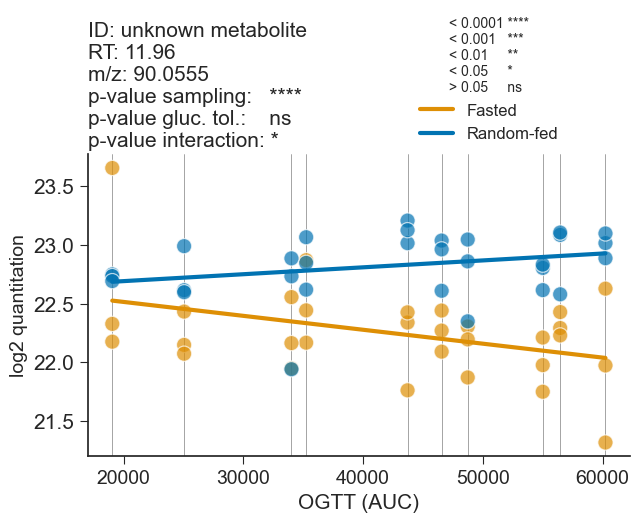 ID: unknown metabolite
RT: 11.96
m/z: 90.0555
p-value sampling: ****
p-value gluc. tol.: ns
p-value interaction: *
< 0.0001 ****
< 0.001 ***
< 0.01 **
< 0.05 *
> 0.05 ns
Fasted
Random-fed
log2 quantitation
23.5
23.0
22.5
22.0
21.5
20000
30000
40000
50000
60000
OGTT (AUC)